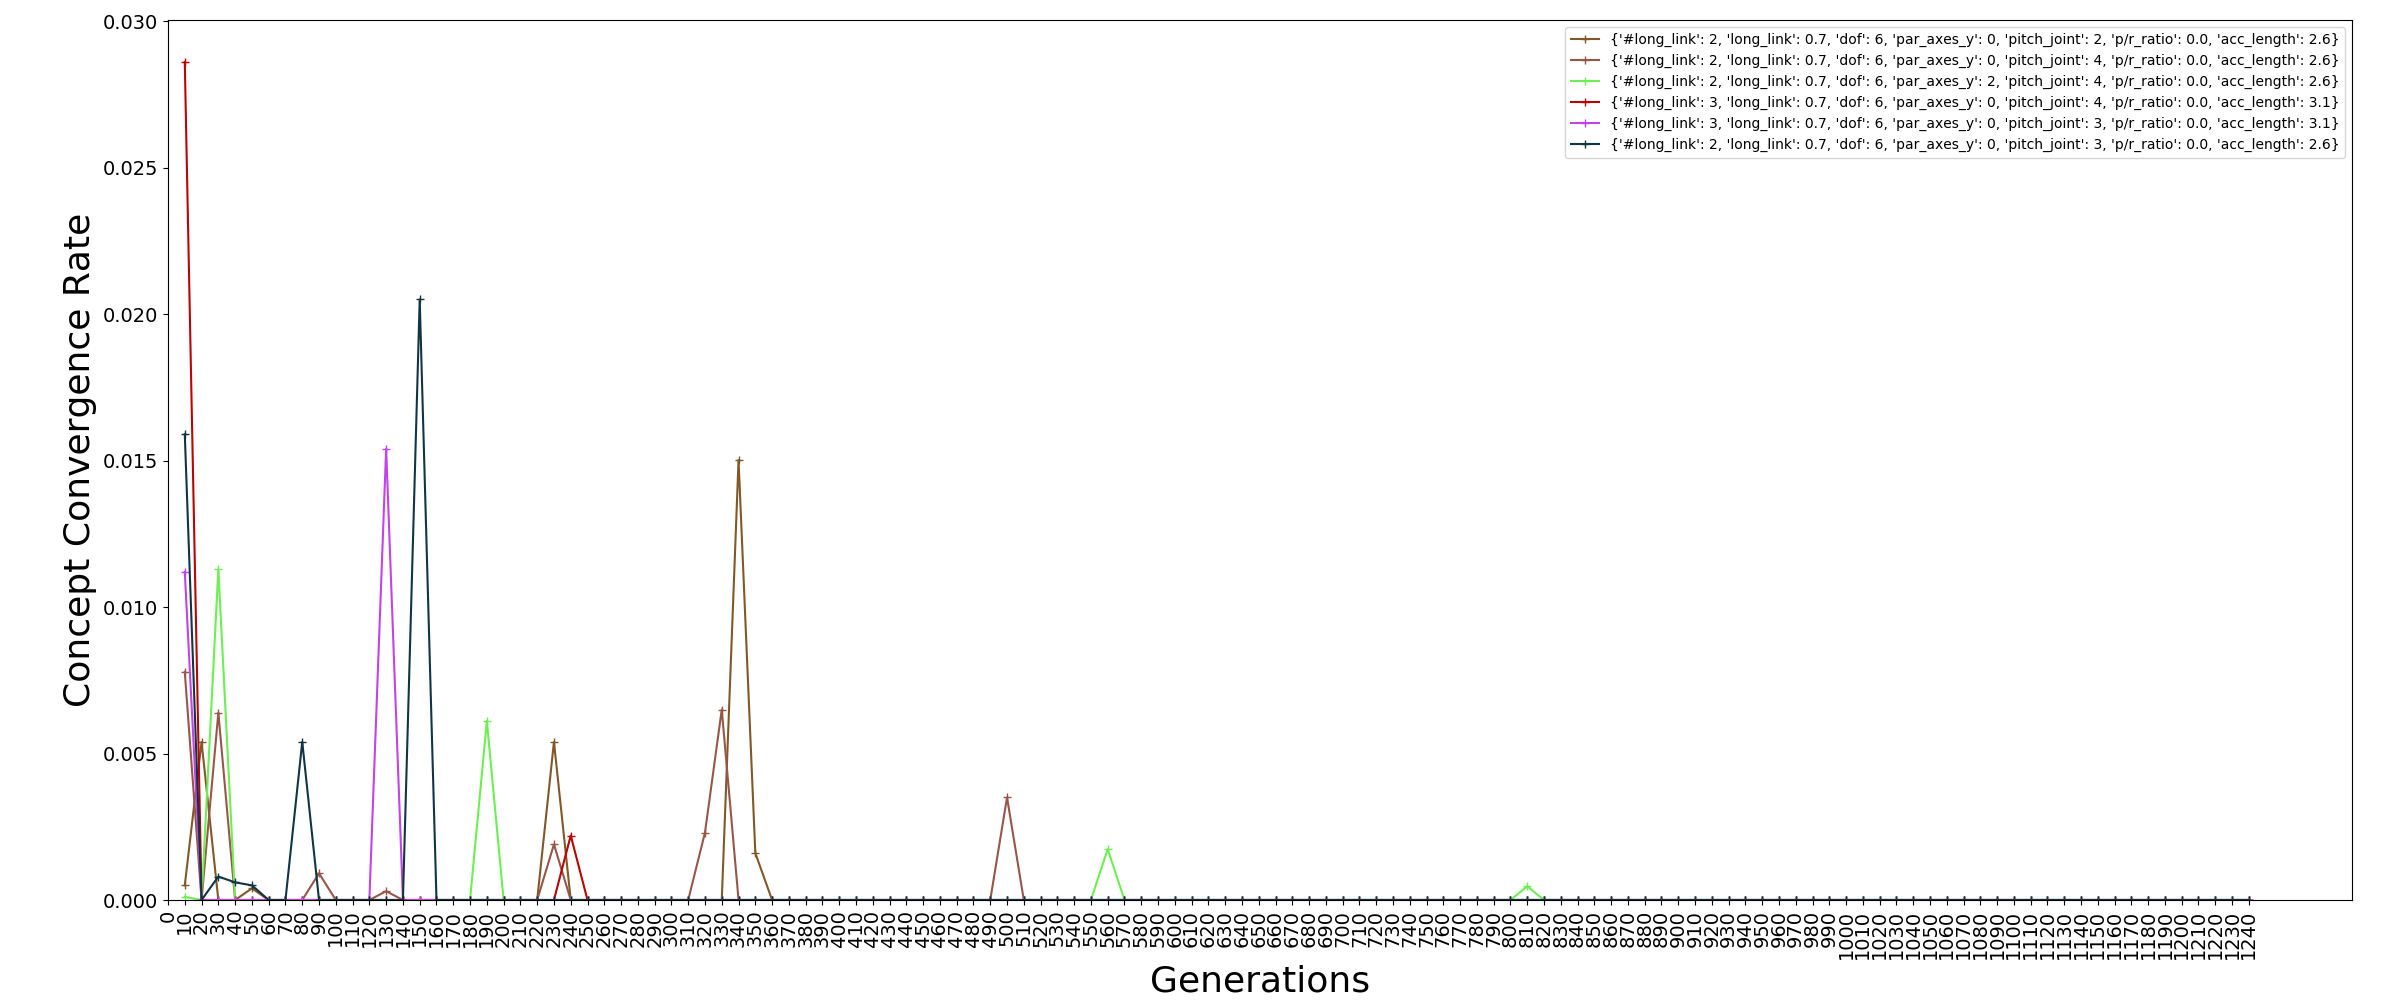 0.030
0.025
0.020
0.015
0.010
0.005
0.000
Concept Convergence Rate
{'#long_link': 2, 'long_link': 0.7, 'dof': 6, 'par_axes_y': 0, 'pitch_joint': 2, 'p/r_ratio': 0.0, 'acc_length': 2.6}
{'#long_link': 2, 'long_link': 0.7, 'dof': 6, 'par_axes_y': 0, 'pitch_joint': 4, 'p/r_ratio': 0.0, 'acc_length': 2.6}
{'#long_link': 2, 'long_link': 0.7, 'dof': 6, 'par_axes_y': 2, 'pitch_joint': 4, 'p/r_ratio': 0.0, 'acc_length': 2.6}
{'#long_link': 3, 'long_link': 0.7, 'dof': 6, 'par_axes_y': 0, 'pitch_joint': 4, 'p/r_ratio': 0.0, 'acc_length': 3.1}
{'#long_link': 3, 'long_link': 0.7, 'dof': 6, 'par_axes_y': 0, 'pitch_joint': 3, 'p/r_ratio': 0.0, 'acc_length': 3.1}
{'#long_link': 2, 'long_link': 0.7, 'dof': 6, 'par_axes_y': 0, 'pitch_joint': 3, 'p/r_ratio': 0.0, 'acc_length': 2.6}
0 10 20 30 40 50 60 70 80 90 100 110 120 130 140 150 160 170 180 190 200 210 220 230 240 250 260 270 280 290 300 310 320 330 340 350 360 370 380 390 400 410 420 430 440 450 460 470 480 490 500 510 520 530 540 550 560 570 580 590 600 610 620 630 640 650 660 670 680 690 700 710 720 730 740 750 760 770 780 790 800 810 820 830 840 850 860 870 880 890 900 910 920 930 940 950 960 970 980 990 1000 1010 1020 1030 1040 1050 1060 1070 1080 1090 1100 1110 1120 1130 1140 1150 1160 1170 1180 1190 1200 1210 1220 1230 1240
Generations